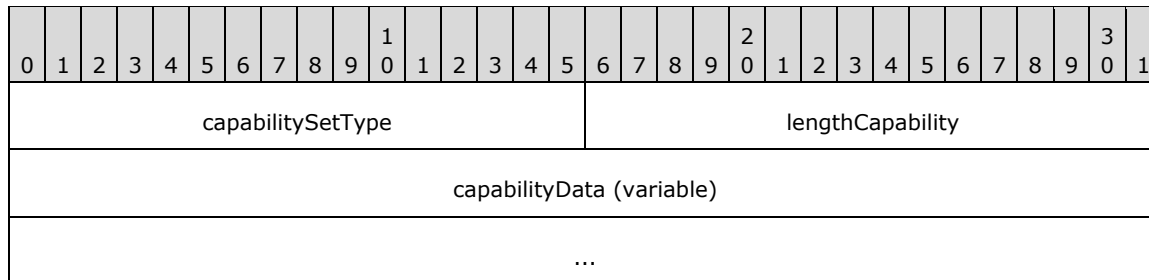 1 2 3
0 1 2 3 4 5 6 7 8 9 0 1 2 3 4 5 6 7 8 9 0 1 2 3 4 5 6 7 8 9 0 1
capabilitySetType lengthCapability
capabilityData (variable)
...